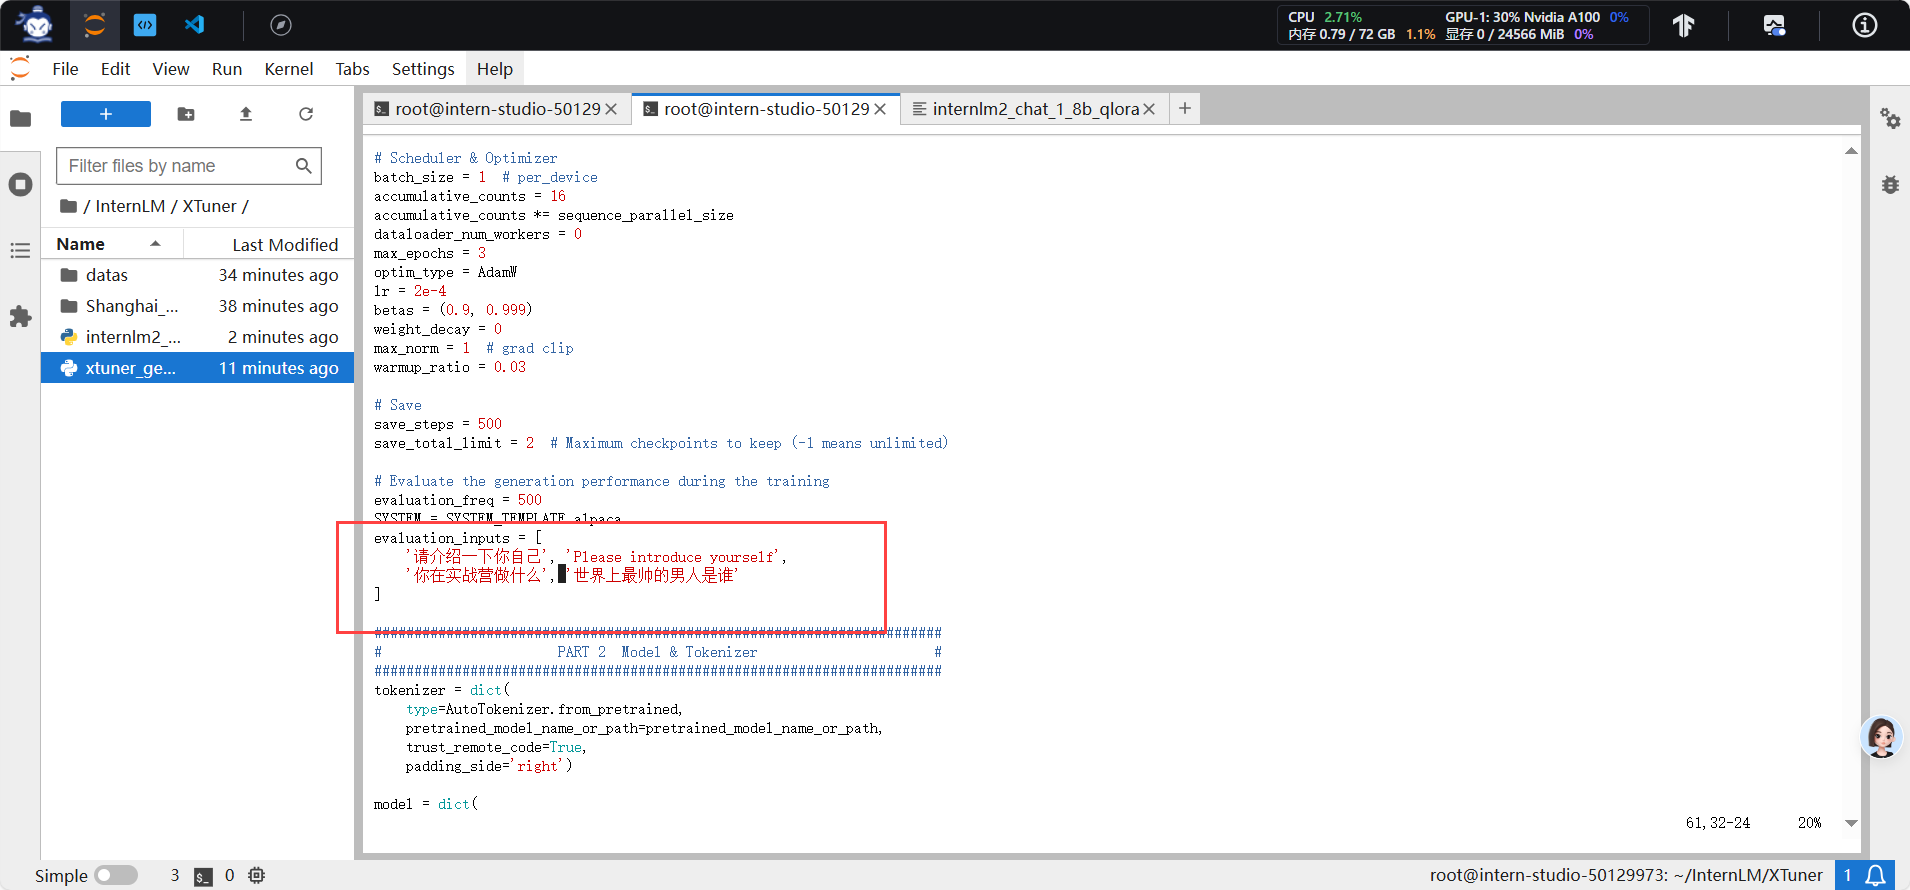 CPU 2.71% GPU-1: 30% Nvidia A100 0%
内存 0.79 / 72 GB 1.1% 显存 0 / 24566 MiB 0%
File Edit View Run Kernel Tabs Settings Help
root@intern-studio-50129 root@intern-studio-50129 internlm2_chat_1_8b_qlora
Filter files by name
/ InternLM / XTuner /
Name Last Modified
datas 34 minutes ago
Shanghai_... 38 minutes ago
internlm2_... 2 minutes ago
xtuner_ge... 11 minutes ago
# Scheduler & Optimizer
batch_size = 1  # per_device
accumulative_counts = 16
accumulative_counts *= sequence_parallel_size
dataloader_num_workers = 0
max_epochs = 3
optim_type = AdamW
lr = 2e-4
betas = (0.9, 0.999)
weight_decay = 0
max_norm = 1  # grad clip
warmup_ratio = 0.03
# Save
save_steps = 500
save_total_limit = 2  # Maximum checkpoints to keep (-1 means unlimited)
# Evaluate the generation performance during the training
evaluation_freq = 500
SYSTEM = SYSTEM_TEMPLATE.alpaca
evaluation_inputs = [
    '请介绍一下你自己', 'Please introduce yourself',
    '你在实战营做什么', '世界上最帅的男人是谁'
]
#######################################################################
#                      PART 2  Model & Tokenizer                      #
#######################################################################
tokenizer = dict(
    type=AutoTokenizer.from_pretrained,
    pretrained_model_name_or_path=pretrained_model_name_or_path,
    trust_remote_code=True,
    padding_side='right')
model = dict(
61,32-24 20%
Simple 3 0 root@intern-studio-50129973: ~/InternLM/XTuner 1